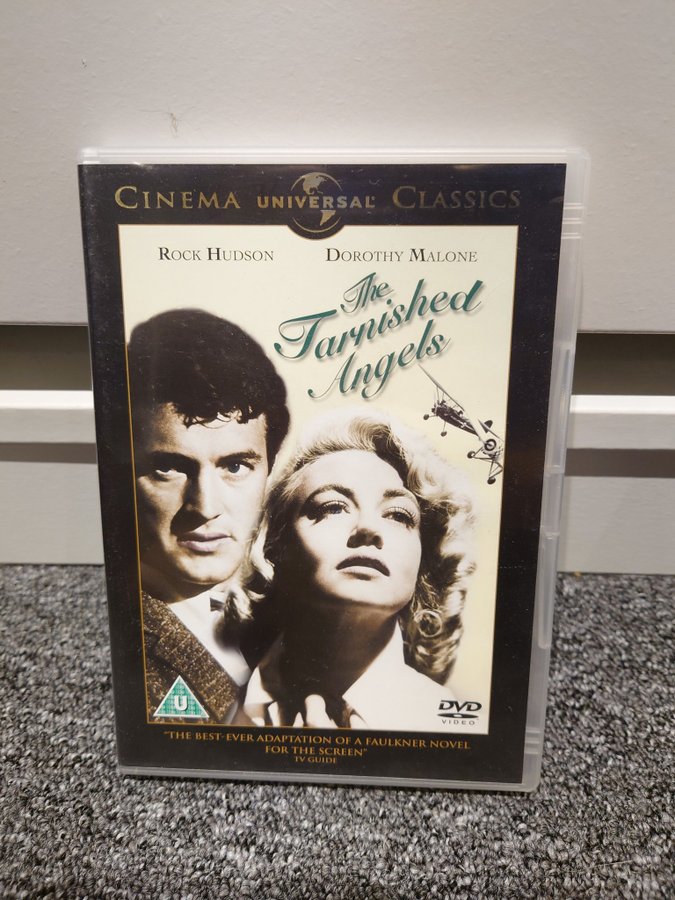 CINEMA UNIVERSAL CLASSICS
ROCK HUDSON DOROTHY MALONE
The
Tarnished
Angels
U
DVD
VIDEO
"THE BEST-EVER ADAPTATION OF A FAULKNER NOVEL
FOR THE SCREEN"
TV GUIDE